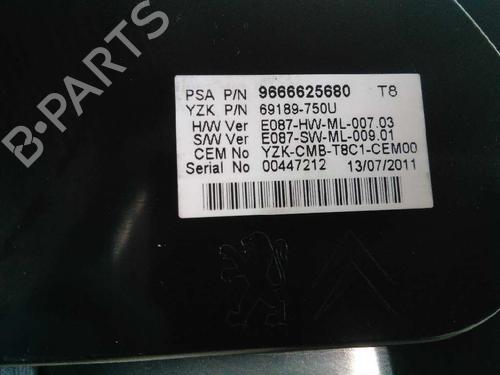 B-PARTS
PSA P/N 9666625680 T8
YZK P/N 69189-750U
H/W Ver E087-HW-ML-007.03
S/W Ver E087-SW-ML-009.01
CEM No YZK-CMB-T8C1-CEM00
Serial No 00447212 13/07/2011